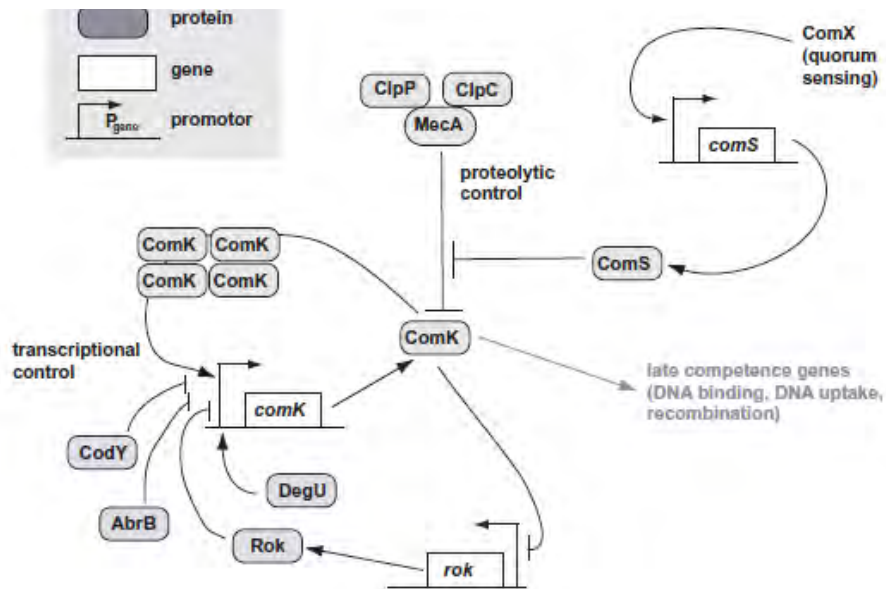 protein
gene
P gene
promotor
ComX
(quorum
sensing)
ClpP
ClpC
MecA
comS
proteolytic
control
ComK
ComK
ComK
ComK
ComS
ComK
transcriptional
control
late competence genes
(DNA binding, DNA uptake,
recombination)
comK
CodY
DegU
AbrB
Rok
rok